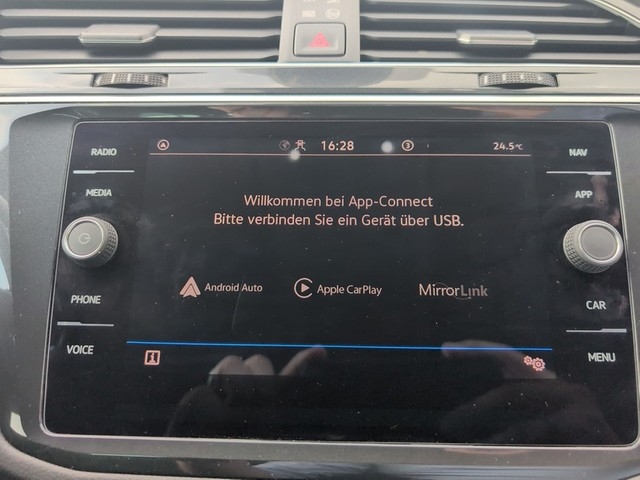 RADIO
MEDIA
PHONE
VOICE
16:28
3
24.5°C
Willkommen bei App-Connect
Bitte verbinden Sie ein Gerät über USB.
Android Auto
Apple CarPlay
MirrorLink
NAV
APP
CAR
MENU